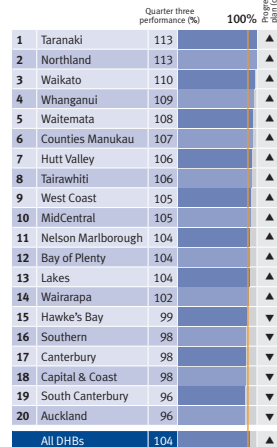 Quarter three
performance (%)
100%
plan (
1 Taranaki 113 ▲
2 Northland 113 ▲
3 Waikato 110 ▲
4 Whanganui 109 ▲
5 Waitemata 108 ▲
6 Counties Manukau 107 ▲
7 Hutt Valley 106 ▲
8 Tairawhiti 106 ▲
9 West Coast 105 ▲
10 MidCentral 105 ▲
11 Nelson Marlborough 104 ▲
12 Bay of Plenty 104 ▲
13 Lakes 104 ▲
14 Wairarapa 102 ▲
15 Hawke's Bay 99 ▼
16 Southern 98 ▼
17 Canterbury 98 ▼
18 Capital & Coast 98 ▼
19 South Canterbury 96 ▼
20 Auckland 96 ▼
All DHBs 104 ▲